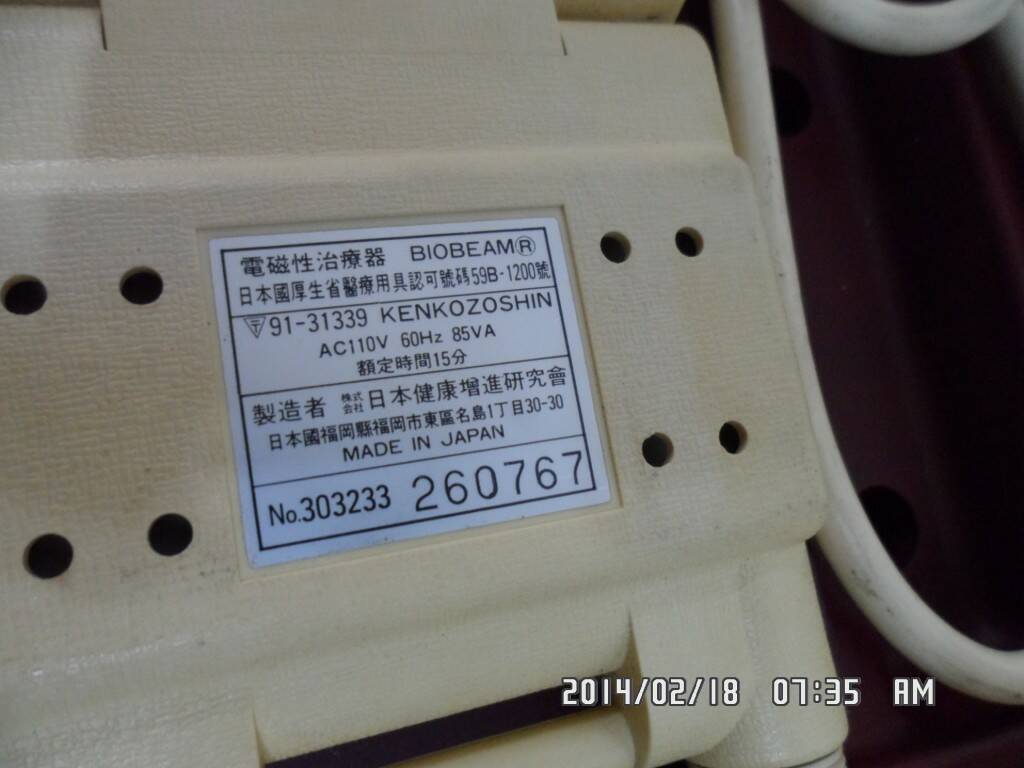 電磁性治療器 BIOBEAM®
日本國厚生省醫療用具認可號碼59B-1200號
〒91-31339 KENKOZOSHIN
AC110V 60Hz 85VA
額定時間15分
製造者 株式会社 日本健康增進研究會
日本國福岡縣福岡市東區名島1丁目30-30
MADE IN JAPAN
No.303233 260767
2014/02/18 07:35 AM